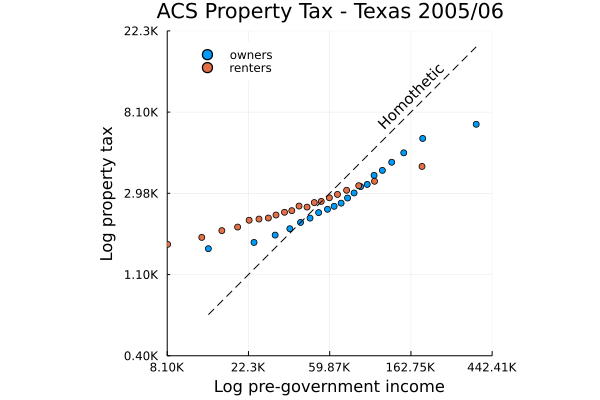 ACS Property Tax - Texas 2005/06
22.3K
8.10K
2.98K
1.10K
0.40K
Log property tax
owners
renters
Homothetic
8.10K 22.3K 59.87K 162.75K 442.41K
Log pre-government income